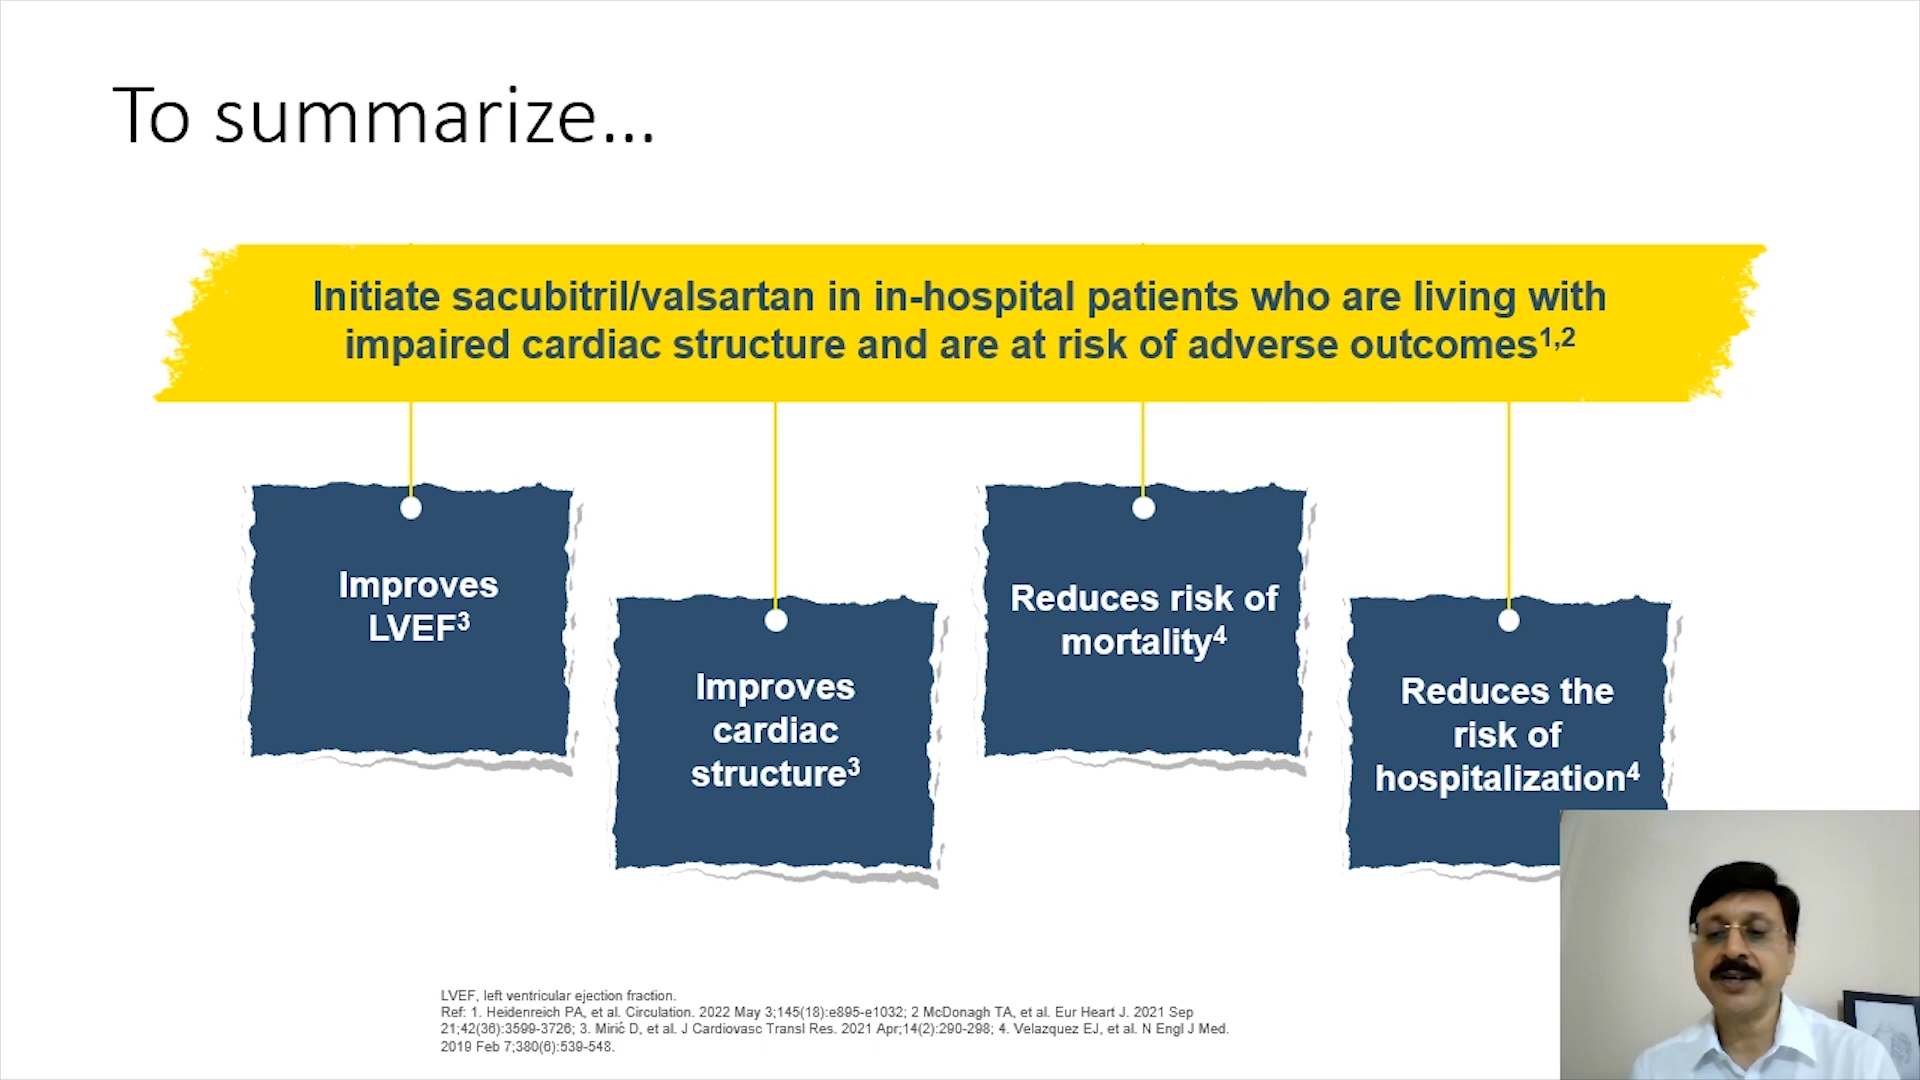 To summarize...
Initiate sacubitril/valsartan in in-hospital patients who are living with
impaired cardiac structure and are at risk of adverse outcomes1,2
Improves
LVEF3
Improves
cardiac
structure3
Reduces risk of
mortality4
Reduces the
risk of
hospitalization4
LVEF, left ventricular ejection fraction.
Ref: 1. Heidenreich PA, et al. Circulation. 2022 May 3;145(18):e895-e1032; 2 McDonagh TA, et al. Eur Heart J. 2021 Sep
21;42(36):3599-3726; 3. Mirić D, et al. J Cardiovasc Transl Res. 2021 Apr;14(2):290-298; 4. Velazquez EJ, et al. N Engl J Med.
2019 Feb 7;380(6):539-548.